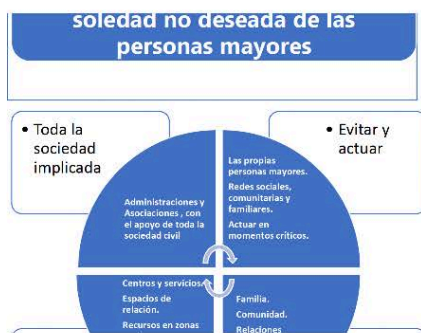 soledad no deseada de las
personas mayores
• Toda la
sociedad
implicada
• Evitar y
actuar
Administraciones y
Asociaciones , con
el apoyo de toda la
sociedad civil
Las propias
personas mayores.
Redes sociales,
comunitarias y
familiares.
Actuar en
momentos críticos.
Centros y servicios.
Espacios de
relación.
Recursos en zonas
Familia.
Comunidad.
Relaciones